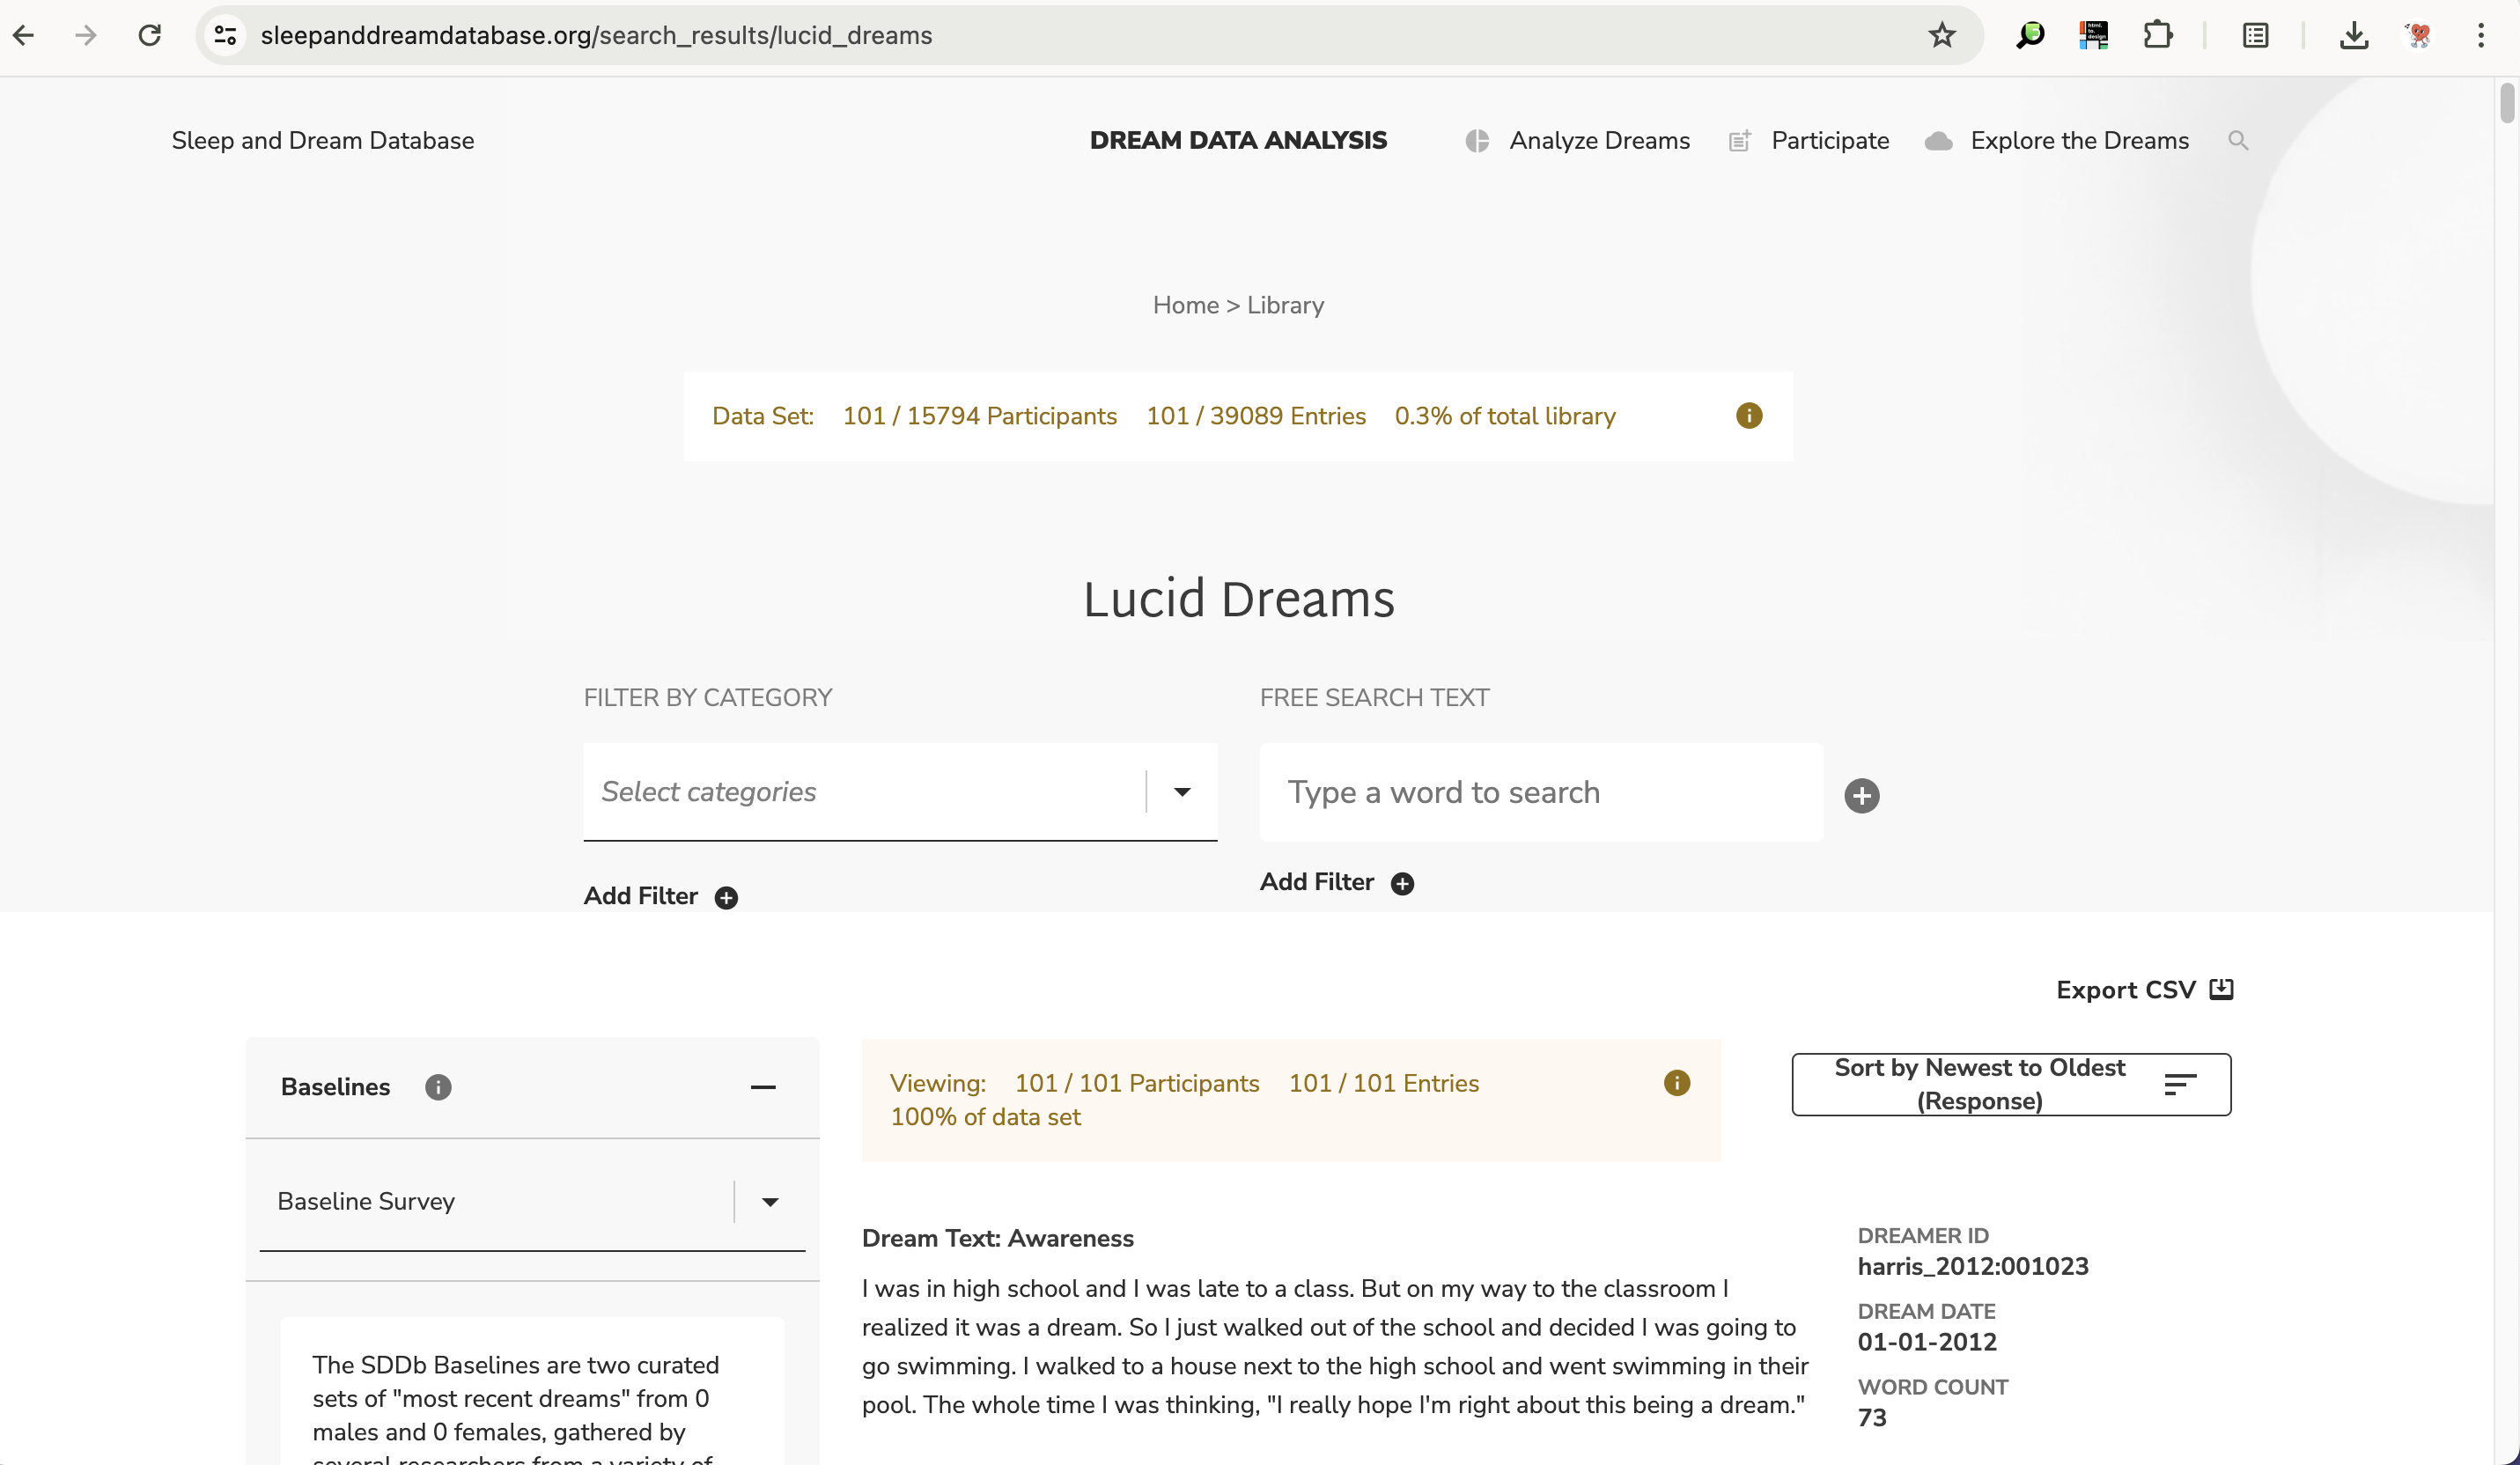 sleepanddreamdatabase.org/search_results/lucid_dreams
Sleep and Dream Database
DREAM DATA ANALYSIS
Analyze Dreams
Participate
Explore the Dreams
Home > Library
Data Set: 101 / 15794 Participants 101 / 39089 Entries 0.3% of total library
Lucid Dreams
FILTER BY CATEGORY
Select categories
Add Filter
FREE SEARCH TEXT
Type a word to search
Add Filter
Export CSV
Baselines
Baseline Survey
The SDDb Baselines are two curated
sets of "most recent dreams" from 0
males and 0 females, gathered by
several researchers from a variety of
Viewing: 101 / 101 Participants 101 / 101 Entries
100% of data set
Sort by Newest to Oldest
(Response)
Dream Text: Awareness
I was in high school and I was late to a class. But on my way to the classroom I
realized it was a dream. So I just walked out of the school and decided I was going to
go swimming. I walked to a house next to the high school and went swimming in their
pool. The whole time I was thinking, "I really hope I'm right about this being a dream."
DREAMER ID
harris_2012:001023
DREAM DATE
01-01-2012
WORD COUNT
73